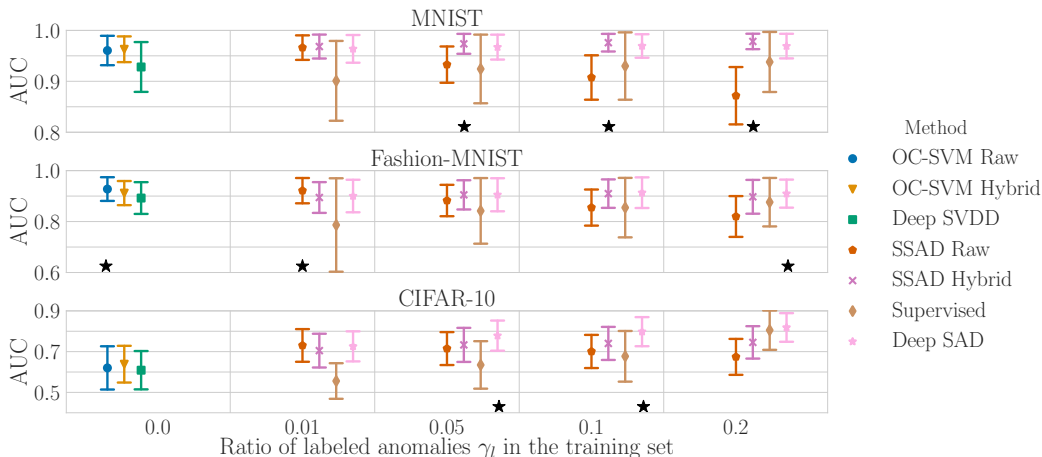 MNIST
1.0
0.9
0.8
AUC
Fashion-MNIST
1.0
0.8
0.6
AUC
CIFAR-10
0.9
0.7
0.5
AUC
0.0 0.01 0.05 0.1 0.2
Ratio of labeled anomalies γl in the training set
Method
OC-SVM Raw
OC-SVM Hybrid
Deep SVDD
SSAD Raw
SSAD Hybrid
Supervised
Deep SAD